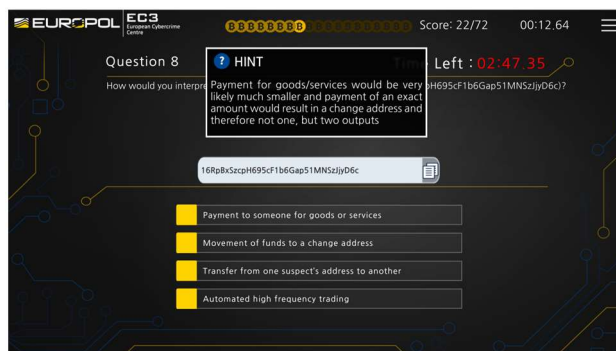 EUROPOL EC3
European Cybercrime
Centre
Score: 22/72 00:12.64
Question 8
? HINT
Left : 02:47.35
How would you interpre
Payment for goods/services would be very
likely much smaller and payment of an exact
amount would result in a change address and
therefore not one, but two outputs
H695cF1b6Gap51MNSzJjyD6c)?
16RpBxSzcpH695cF1b6Gap51MNSzJjyD6c
Payment to someone for goods or services
Movement of funds to a change address
Transfer from one suspect's address to another
Automated high frequency trading